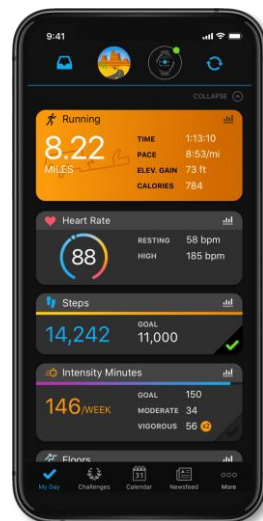 9:41
COLLAPSE
Running
8.22
MILES
TIME 1:13:10
PACE 8:53/mi
ELEV. GAIN 73 ft
CALORIES 784
Heart Rate
88
RESTING 58 bpm
HIGH 185 bpm
Steps
14,242
GOAL
11,000
Intensity Minutes
146/WEEK
GOAL 150
MODERATE 34
VIGOROUS 56 x2
Floors
31
My Day Challenges Calendar Newsfeed More